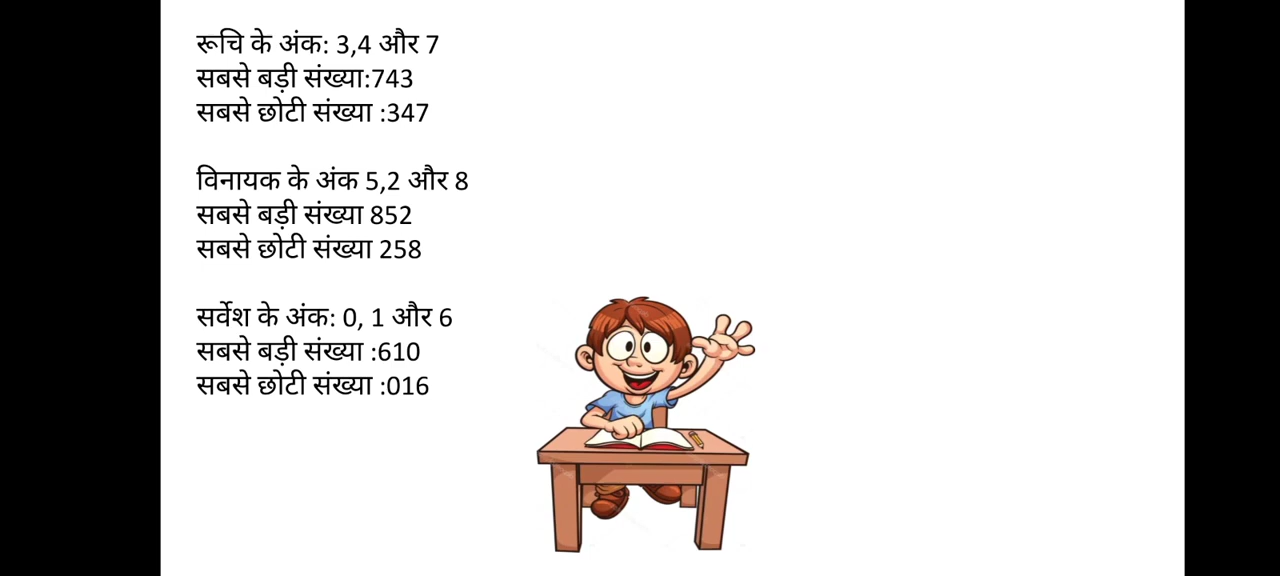 रूचि के अंक: 3,4 और 7
सबसे बड़ी संख्या:743
सबसे छोटी संख्या :347
विनायक के अंक 5,2 और 8
सबसे बड़ी संख्या 852
सबसे छोटी संख्या 258
सर्वेश के अंक: 0, 1 और 6
सबसे बड़ी संख्या :610
सबसे छोटी संख्या :016